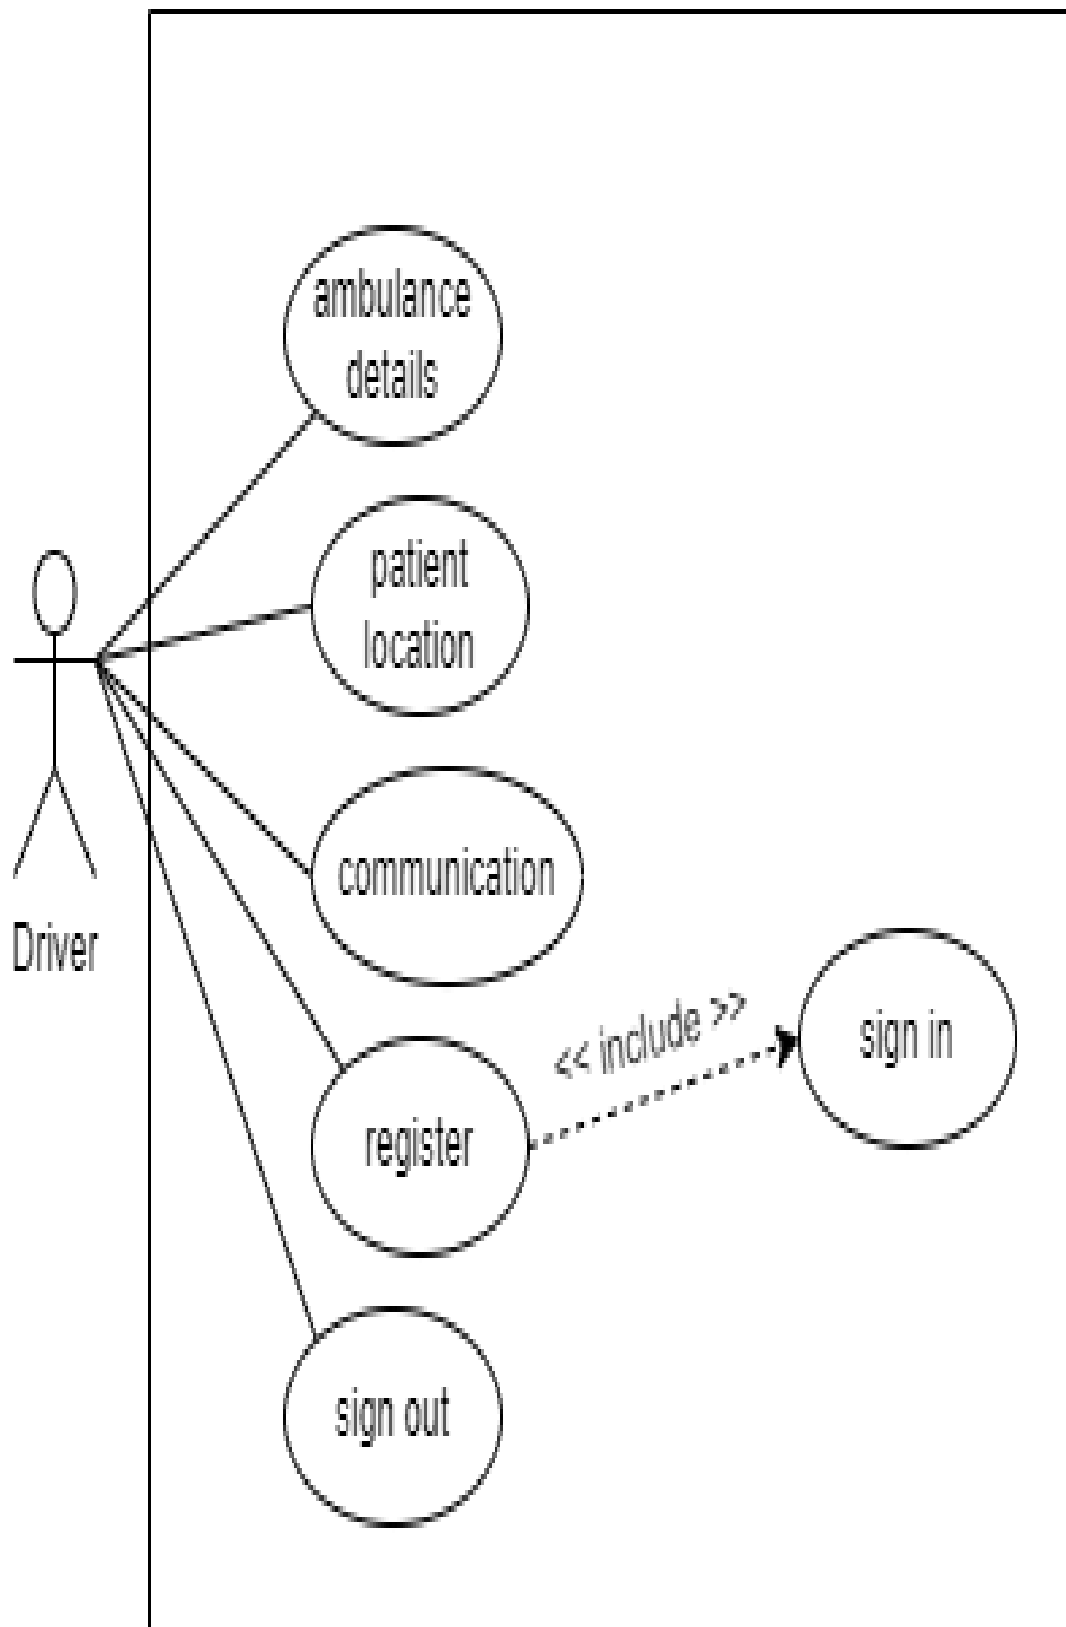 ambulance
details
patient
location
communication
Driver
<< include >>
sign in
register
sign out